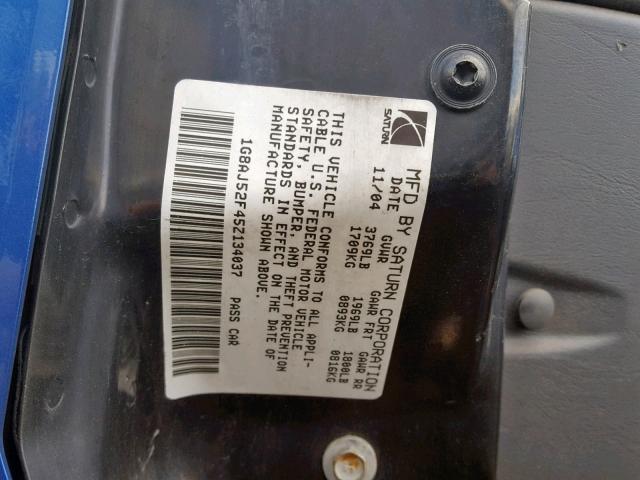 SATURN
MFD BY SATURN CORPORATION
DATE GVWR GAWR FRT GAWR RR
11/04 3769LB 1969LB 1800LB
1709KG 0893KG 0816KG
THIS VEHICLE CONFORMS TO ALL APPLI-
CABLE U.S. FEDERAL MOTOR VEHICLE
SAFETY, BUMPER, AND THEFT PREVENTION
STANDARDS IN EFFECT ON THE DATE OF
MANUFACTURE SHOWN ABOVE.
1G8AJ52F45Z134037 PASS CAR